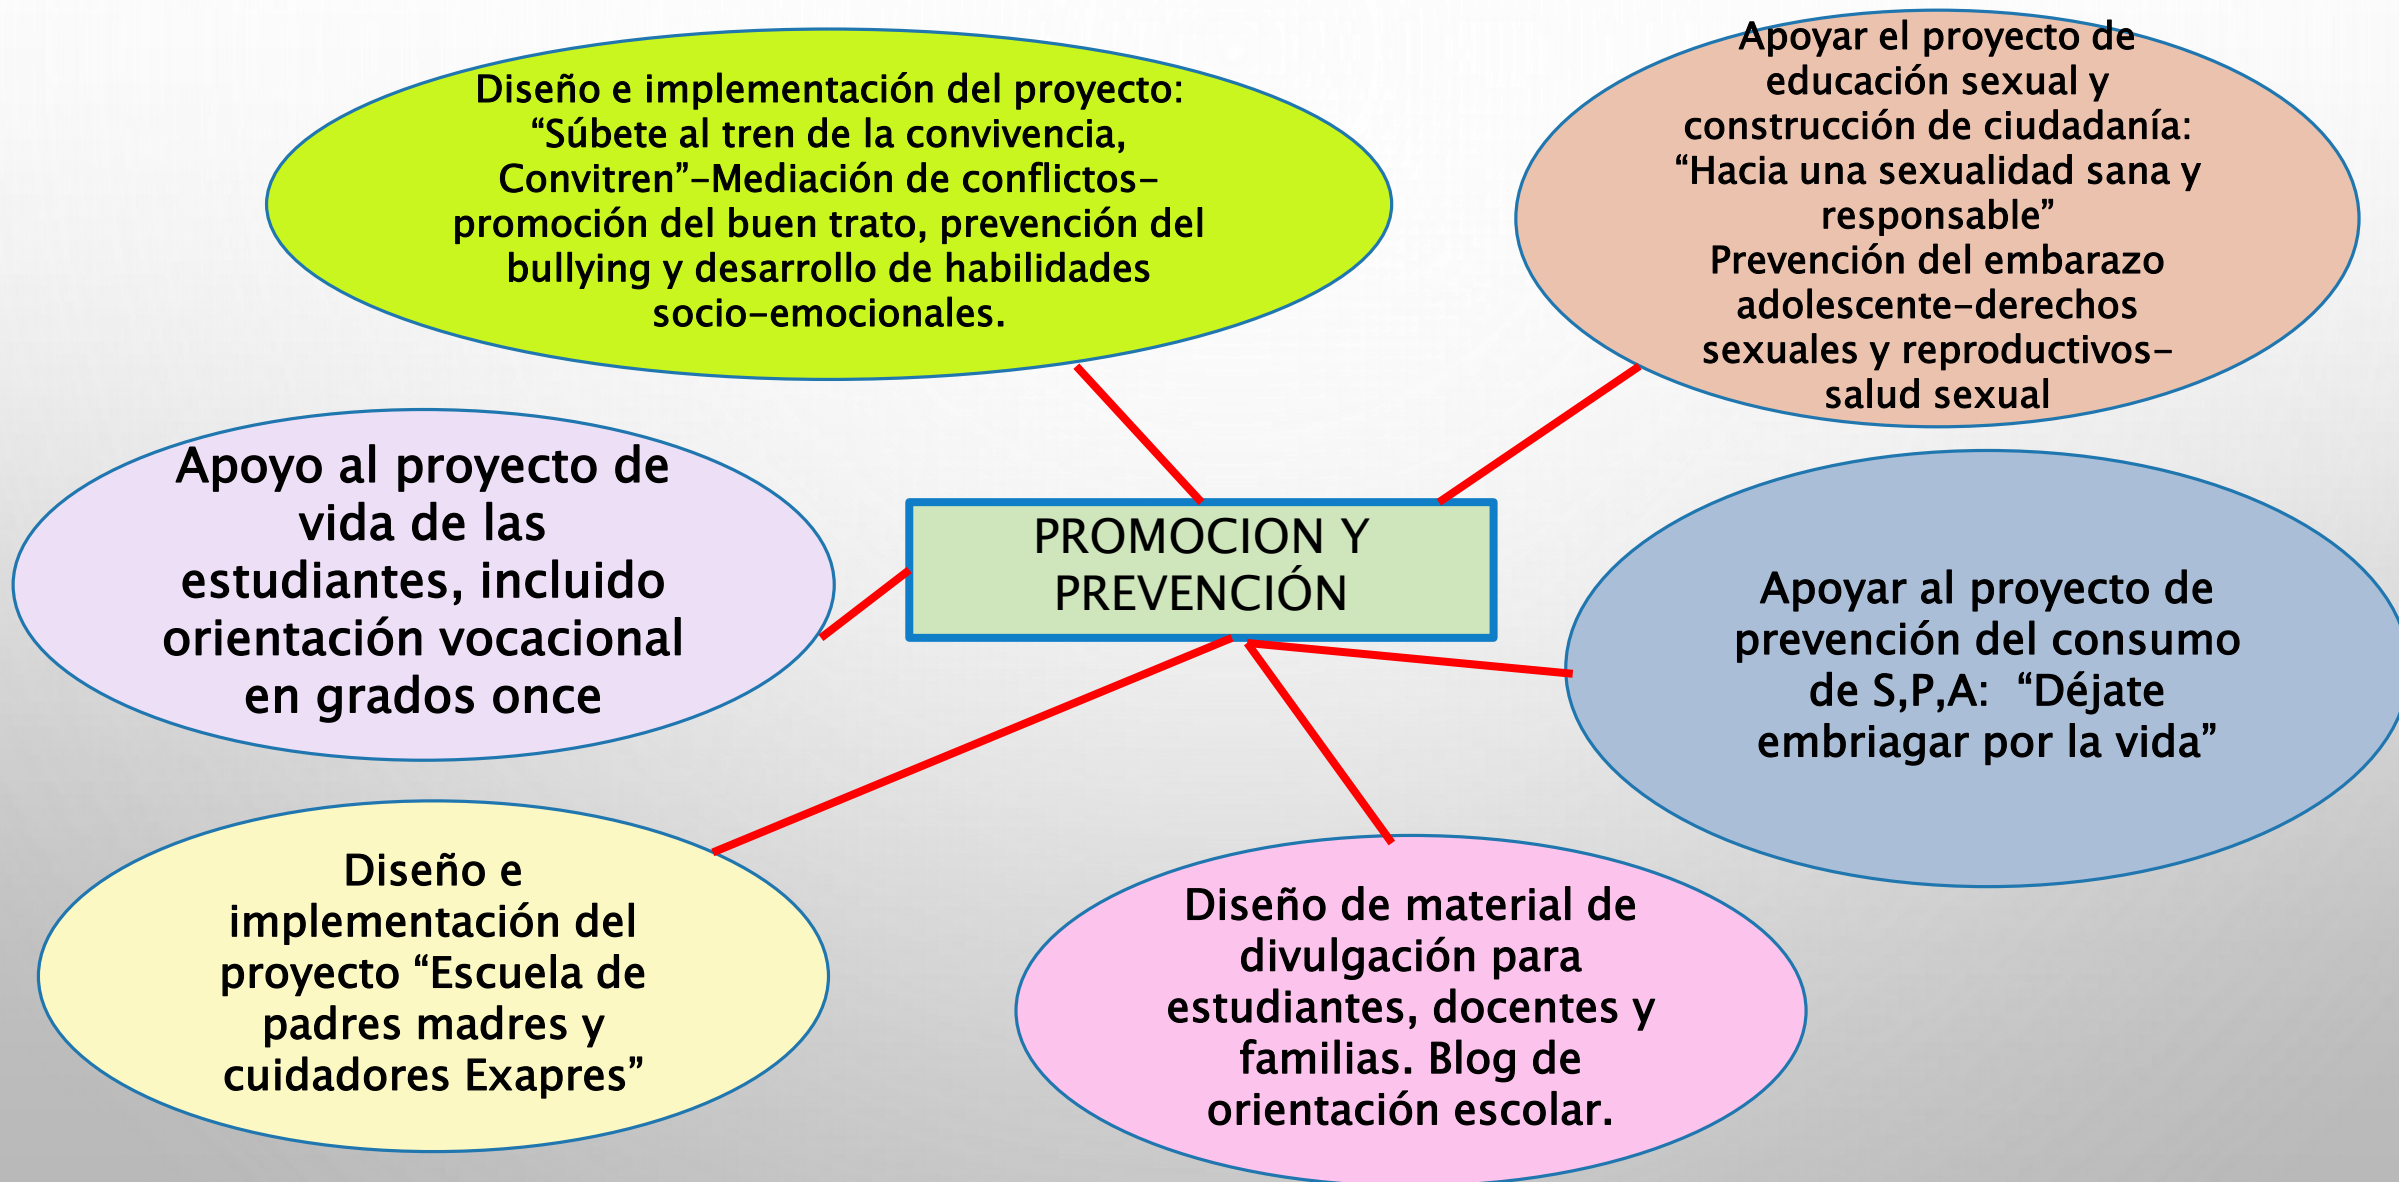 Diseño e implementación del proyecto:
“Súbete al tren de la convivencia,
Convitren”-Mediación de conflictos-
promoción del buen trato, prevención del
bullying y desarrollo de habilidades
socio-emocionales.
Apoyar el proyecto de
educación sexual y
construcción de ciudadanía:
“Hacia una sexualidad sana y
responsable”
Prevención del embarazo
adolescente-derechos
sexuales y reproductivos-
salud sexual
Apoyo al proyecto de
vida de las
estudiantes, incluido
orientación vocacional
en grados once
PROMOCION Y
PREVENCIÓN
Apoyar al proyecto de
prevención del consumo
de S,P,A: “Déjate
embriagar por la vida”
Diseño e
implementación del
proyecto “Escuela de
padres madres y
cuidadores Exapres”
Diseño de material de
divulgación para
estudiantes, docentes y
familias. Blog de
orientación escolar.